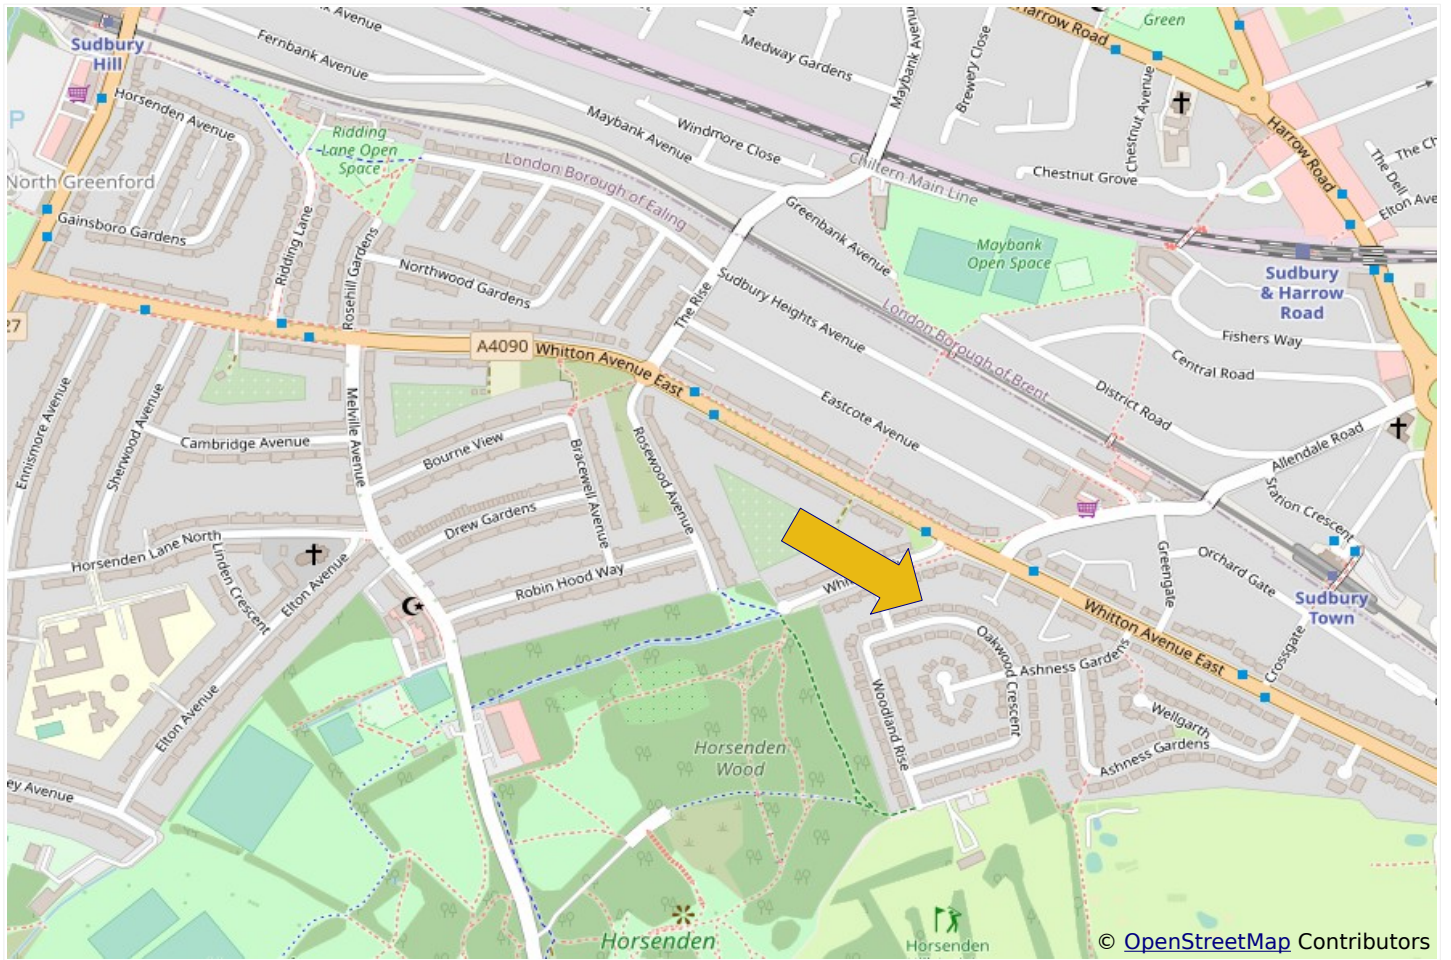 Harrow Road
Green
Fernbank Avenue
Medway Gardens
Maybank Avenue
Brewery Close
Chestnut Avenue
Sudbury
Hill
Horsenden Avenue
Ridding
Lane Open
Space
Maybank Avenue
Windmore Close
Chiltern Main Line
Chestnut Grove
Harrow Road
The Dell
P
North Greenford
London Borough of Ealing
Gainsboro Gardens
Ridding Lane
Rosehill Gardens
Northwood Gardens
Greenbank Avenue
Maybank
Open Space
Sudbury
& Harrow
Road
The Rise
Sudbury Heights Avenue
London Borough of Brent
Fishers Way
Central Road
District Road
27
A4090
Whitton Avenue East
Eastcote Avenue
Allendale Road
Ennismore Avenue
Sherwood Avenue
Cambridge Avenue
Melville Avenue
Bourne View
Bracewell Avenue
Rosewood Avenue
Drew Gardens
Station Crescent
Horsenden Lane North
Linden Crescent
Elton Avenue
Robin Hood Way
Greengate
Orchard Gate
Sudbury
Town
Whitton Avenue East
Crossgate
Oakwood Crescent
Ashness Gardens
Woodland Rise
Wellgarth
Ashness Gardens
Elton Avenue
Horsenden
Wood
Horsenden
Horsenden
© OpenStreetMap Contributors